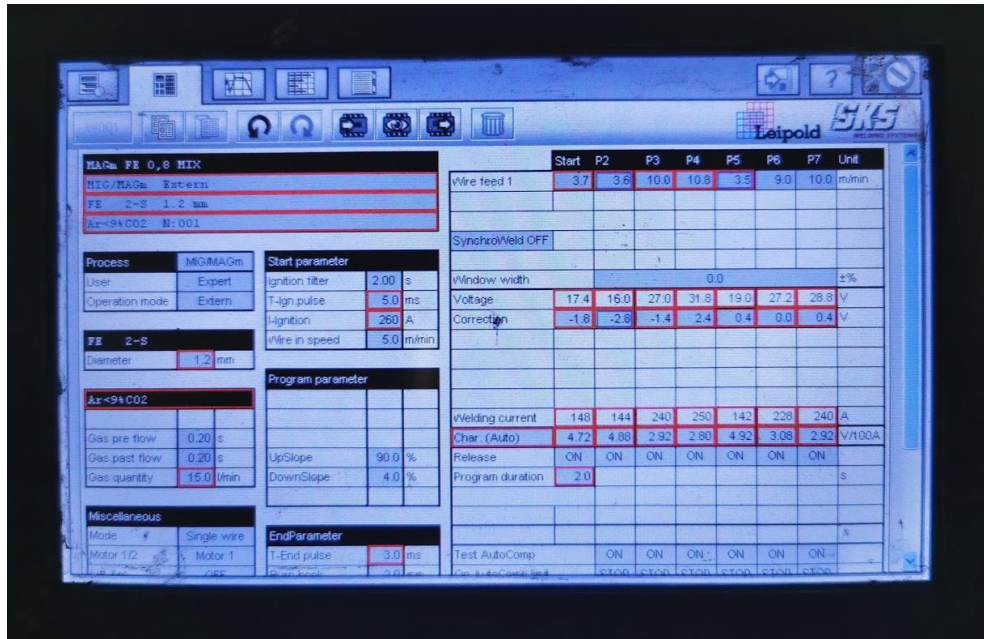 ?
Leipold SKS
WELDING SYSTEMS
MAGm FE 0,8 MIX
MIG/MAGm Extern
FE 2-S 1.2 mm
Ar<9%CO2 N:001
Process MIG/MAGm
User Expert
Operation mode Extern
FE 2-S
Diameter 1.2 mm
Ar<9%CO2
Gas pre flow 0.20 s
Gas past flow 0.20 s
Gas quantity 15.0 l/min
Miscellaneous
Mode Single wire
Motor 1/2 Motor 1
OFF
Start parameter
Ignition filter 2.00 s
T-Ign.pulse 5.0 ms
I-Ignition 260 A
Wire in speed 5.0 m/min
Program parameter
UpSlope 90.0 %
DownSlope 4.0 %
EndParameter
T-End pulse 3.0 ms
Start P2 P3 P4 P5 P6 P7 Unit
Wire feed 1 3.7 3.6 10.0 10.8 3.5 9.0 10.0 m/min
SynchroWeld OFF
Window width 0.0 ±%
Voltage 17.4 16.0 27.0 31.8 19.0 27.2 28.8 V
Correction -1.8 -2.8 -1.4 2.4 0.4 0.0 0.4 V
Welding current 148 144 240 250 142 228 240 A
Char. (Auto) 4.72 4.88 2.92 2.80 4.92 3.08 2.92 V/100A
Release ON ON ON ON ON ON ON
Program duration 2.0 s
%
Test AutoComp ON ON ON ON ON ON
STOP STOP STOP STOP STOP STOP